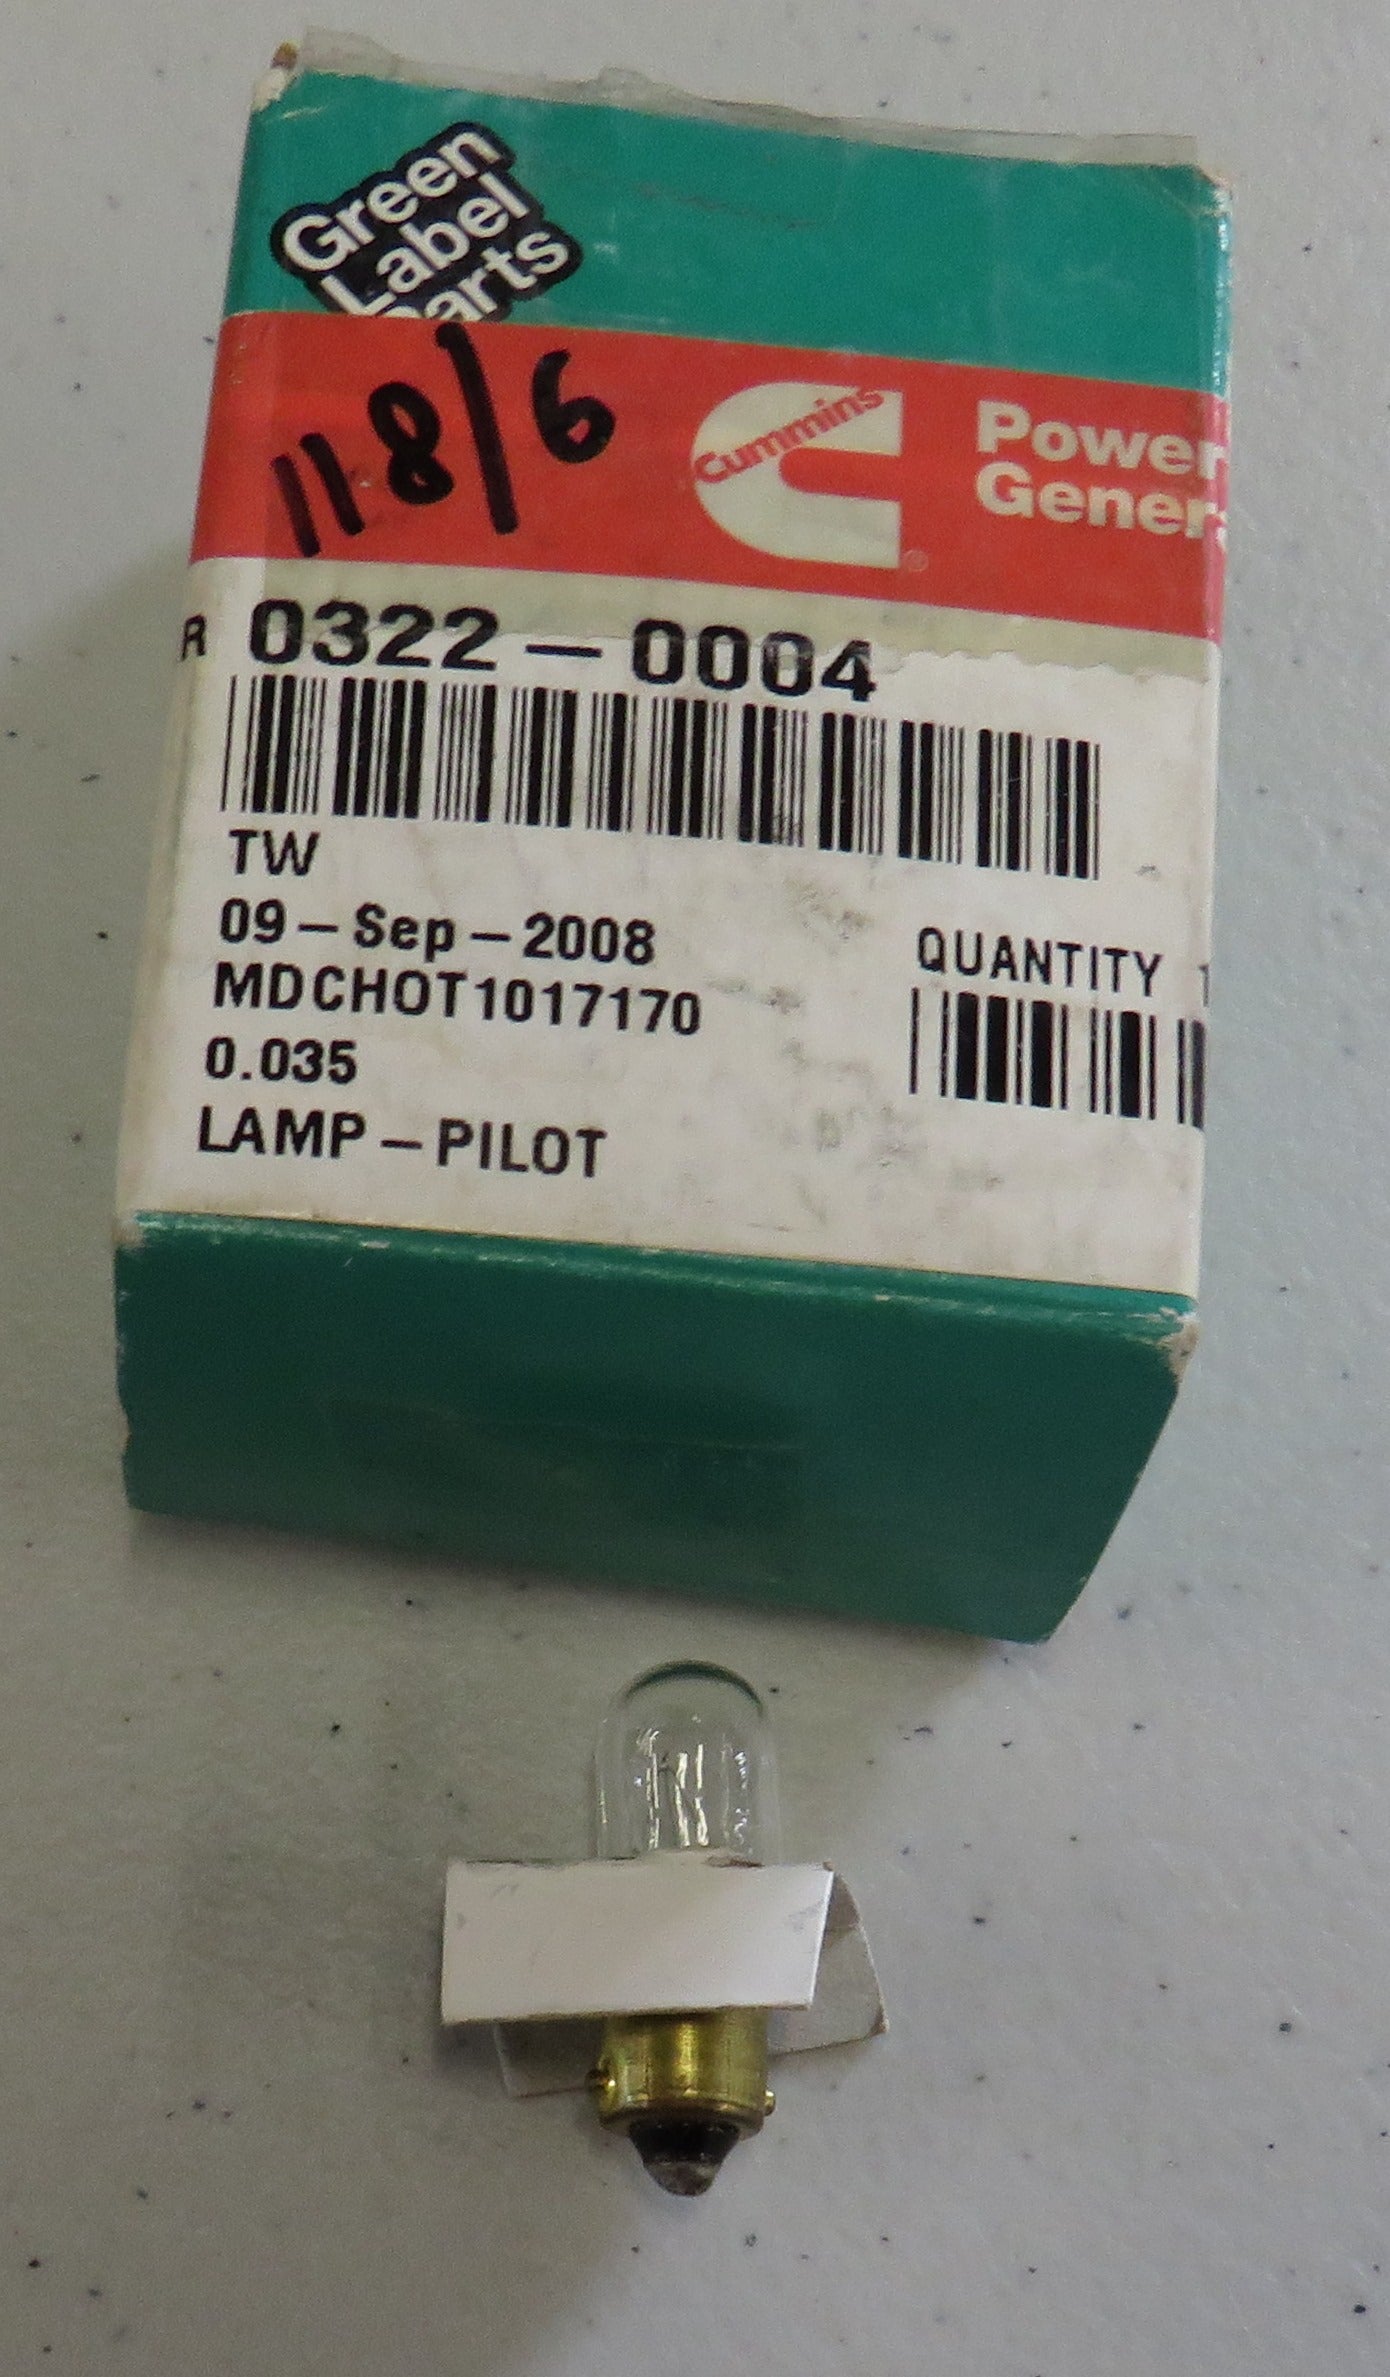 Green
Label
Parts
118/6
Cummins
Power
Gener
®
R 0322-0004
TW
09-Sep-2008
MDCHOT1017170
0.035
LAMP-PILOT
QUANTITY 1